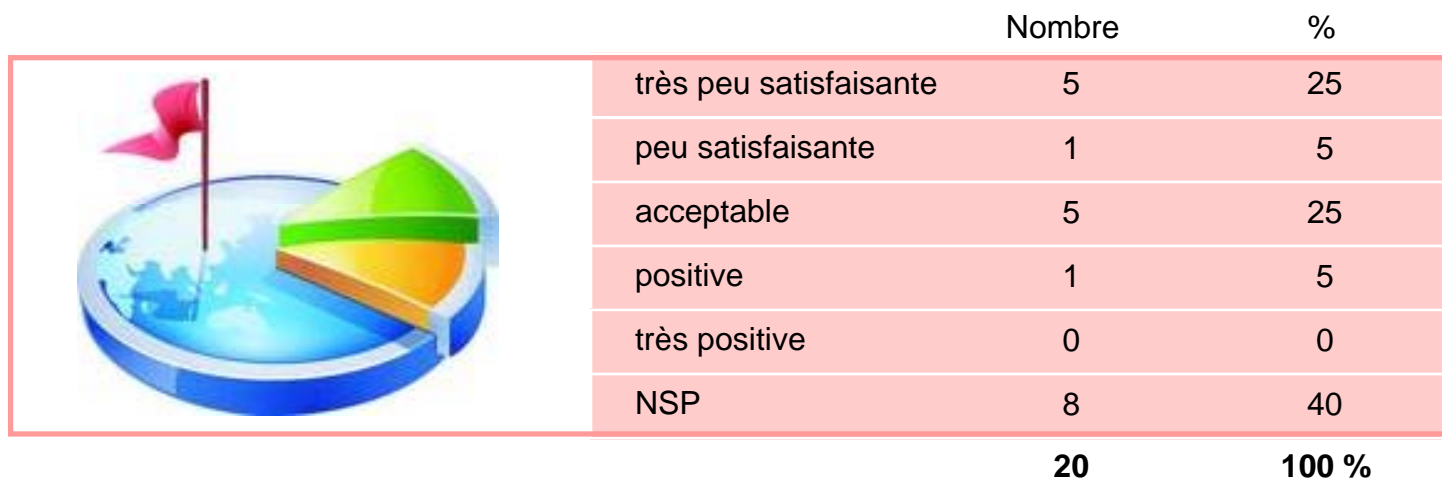 Nombre %
très peu satisfaisante 5 25
peu satisfaisante 1 5
acceptable 5 25
positive 1 5
très positive 0 0
NSP 8 40
20 100 %